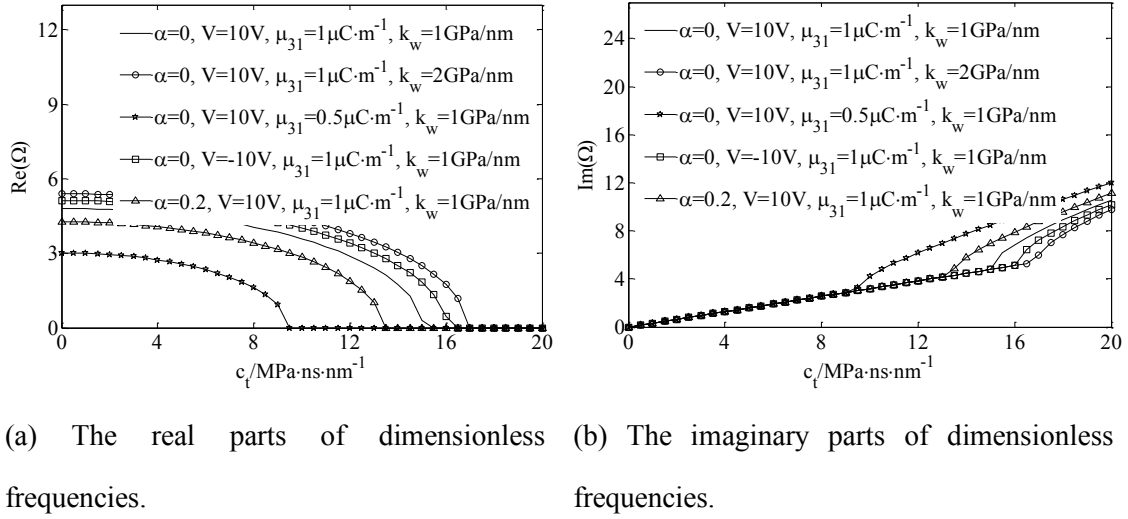 13
9
6
3
0
Re(Ω)
α=0, V=10V, μ31=1μC·m-1, kw=1GPa/nm
α=0, V=10V, μ31=1μC·m-1, kw=2GPa/nm
α=0, V=10V, μ31=0.5μC·m-1, kw=1GPa/nm
α=0, V=-10V, μ31=1μC·m-1, kw=1GPa/nm
α=0.2, V=10V, μ31=1μC·m-1, kw=1GPa/nm
0 4 8 12 16 20
ct/MPa·ns·nm-1
24
20
16
12
8
4
0
Im(Ω)
α=0, V=10V, μ31=1μC·m-1, kw=1GPa/nm
α=0, V=10V, μ31=1μC·m-1, kw=2GPa/nm
α=0, V=10V, μ31=0.5μC·m-1, kw=1GPa/nm
α=0, V=-10V, μ31=1μC·m-1, kw=1GPa/nm
α=0.2, V=10V, μ31=1μC·m-1, kw=1GPa/nm
0 4 8 12 16 20
ct/MPa·ns·nm-1
(a) The real parts of dimensionless
frequencies.
(b) The imaginary parts of dimensionless
frequencies.